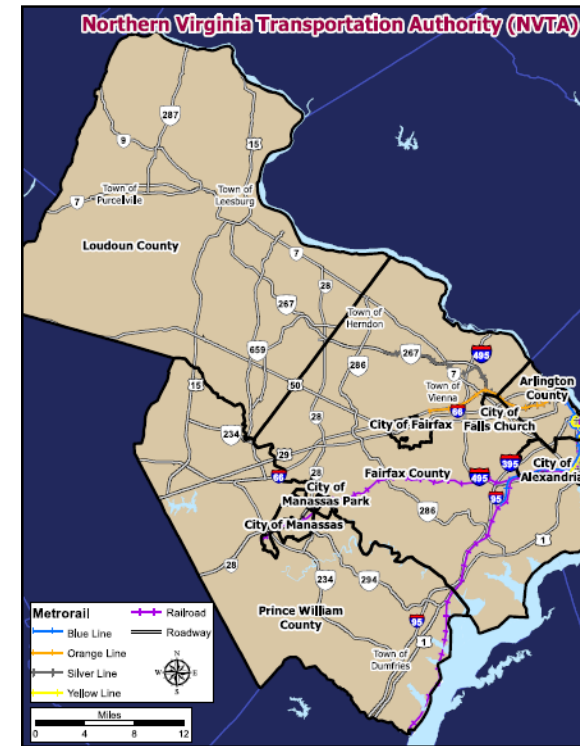 Northern Virginia Transportation Authority (NVTA)
287
9
15
Town of
Purcellville
Town of
Leesburg
7
Loudoun County
7
28
267
Town of
Herndon
495
659
286
267
7
Arlington
County
15
50
Town of
Vienna
66
City of
Falls Church
City of Fairfax
234
28
29
395
City of
Alexandria
66
28
Fairfax County
495
City of
Manassas Park
95
City of Manassas
286
1
28
234
294
Prince William
County
95
1
Town of
Dumfries
Metrorail
Railroad
Blue Line
Roadway
Orange Line
Silver Line
Yellow Line
N
W
E
S
Miles
0
4
8
12